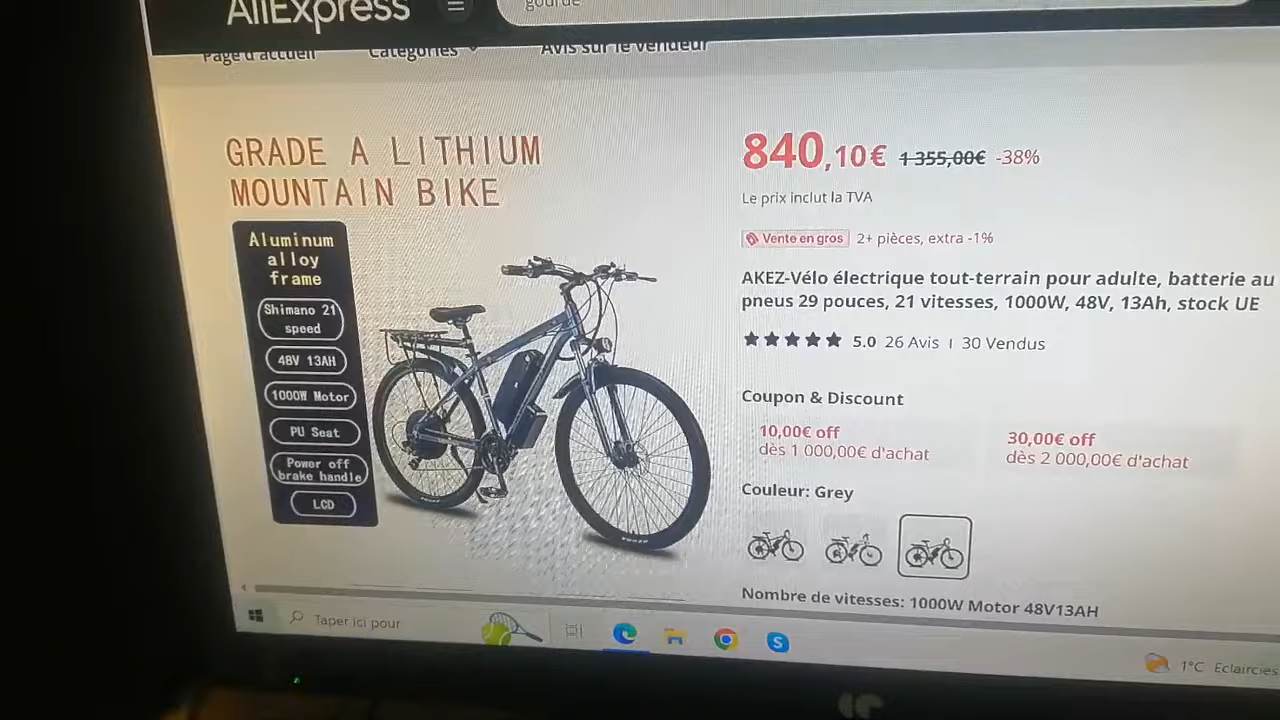 AliExpress
gourde
Page d'accueil
Catégories
Avis sur le vendeur
GRADE A LITHIUM
MOUNTAIN BIKE
Aluminum
alloy
frame
Shimano 21
speed
48V 13AH
1000W Motor
PU Seat
Power off
brake handle
LCD
840,10€ 1 355,00€ -38%
Le prix inclut la TVA
Vente en gros 2+ pièces, extra -1%
AKEZ-Vélo électrique tout-terrain pour adulte, batterie au
pneus 29 pouces, 21 vitesses, 1000W, 48V, 13Ah, stock UE
5.0 26 Avis | 30 Vendus
Coupon & Discount
10,00€ off
dès 1 000,00€ d'achat
30,00€ off
dès 2 000,00€ d'achat
Couleur: Grey
Nombre de vitesses: 1000W Motor 48V13AH
Taper ici pour
1°C Eclaircies